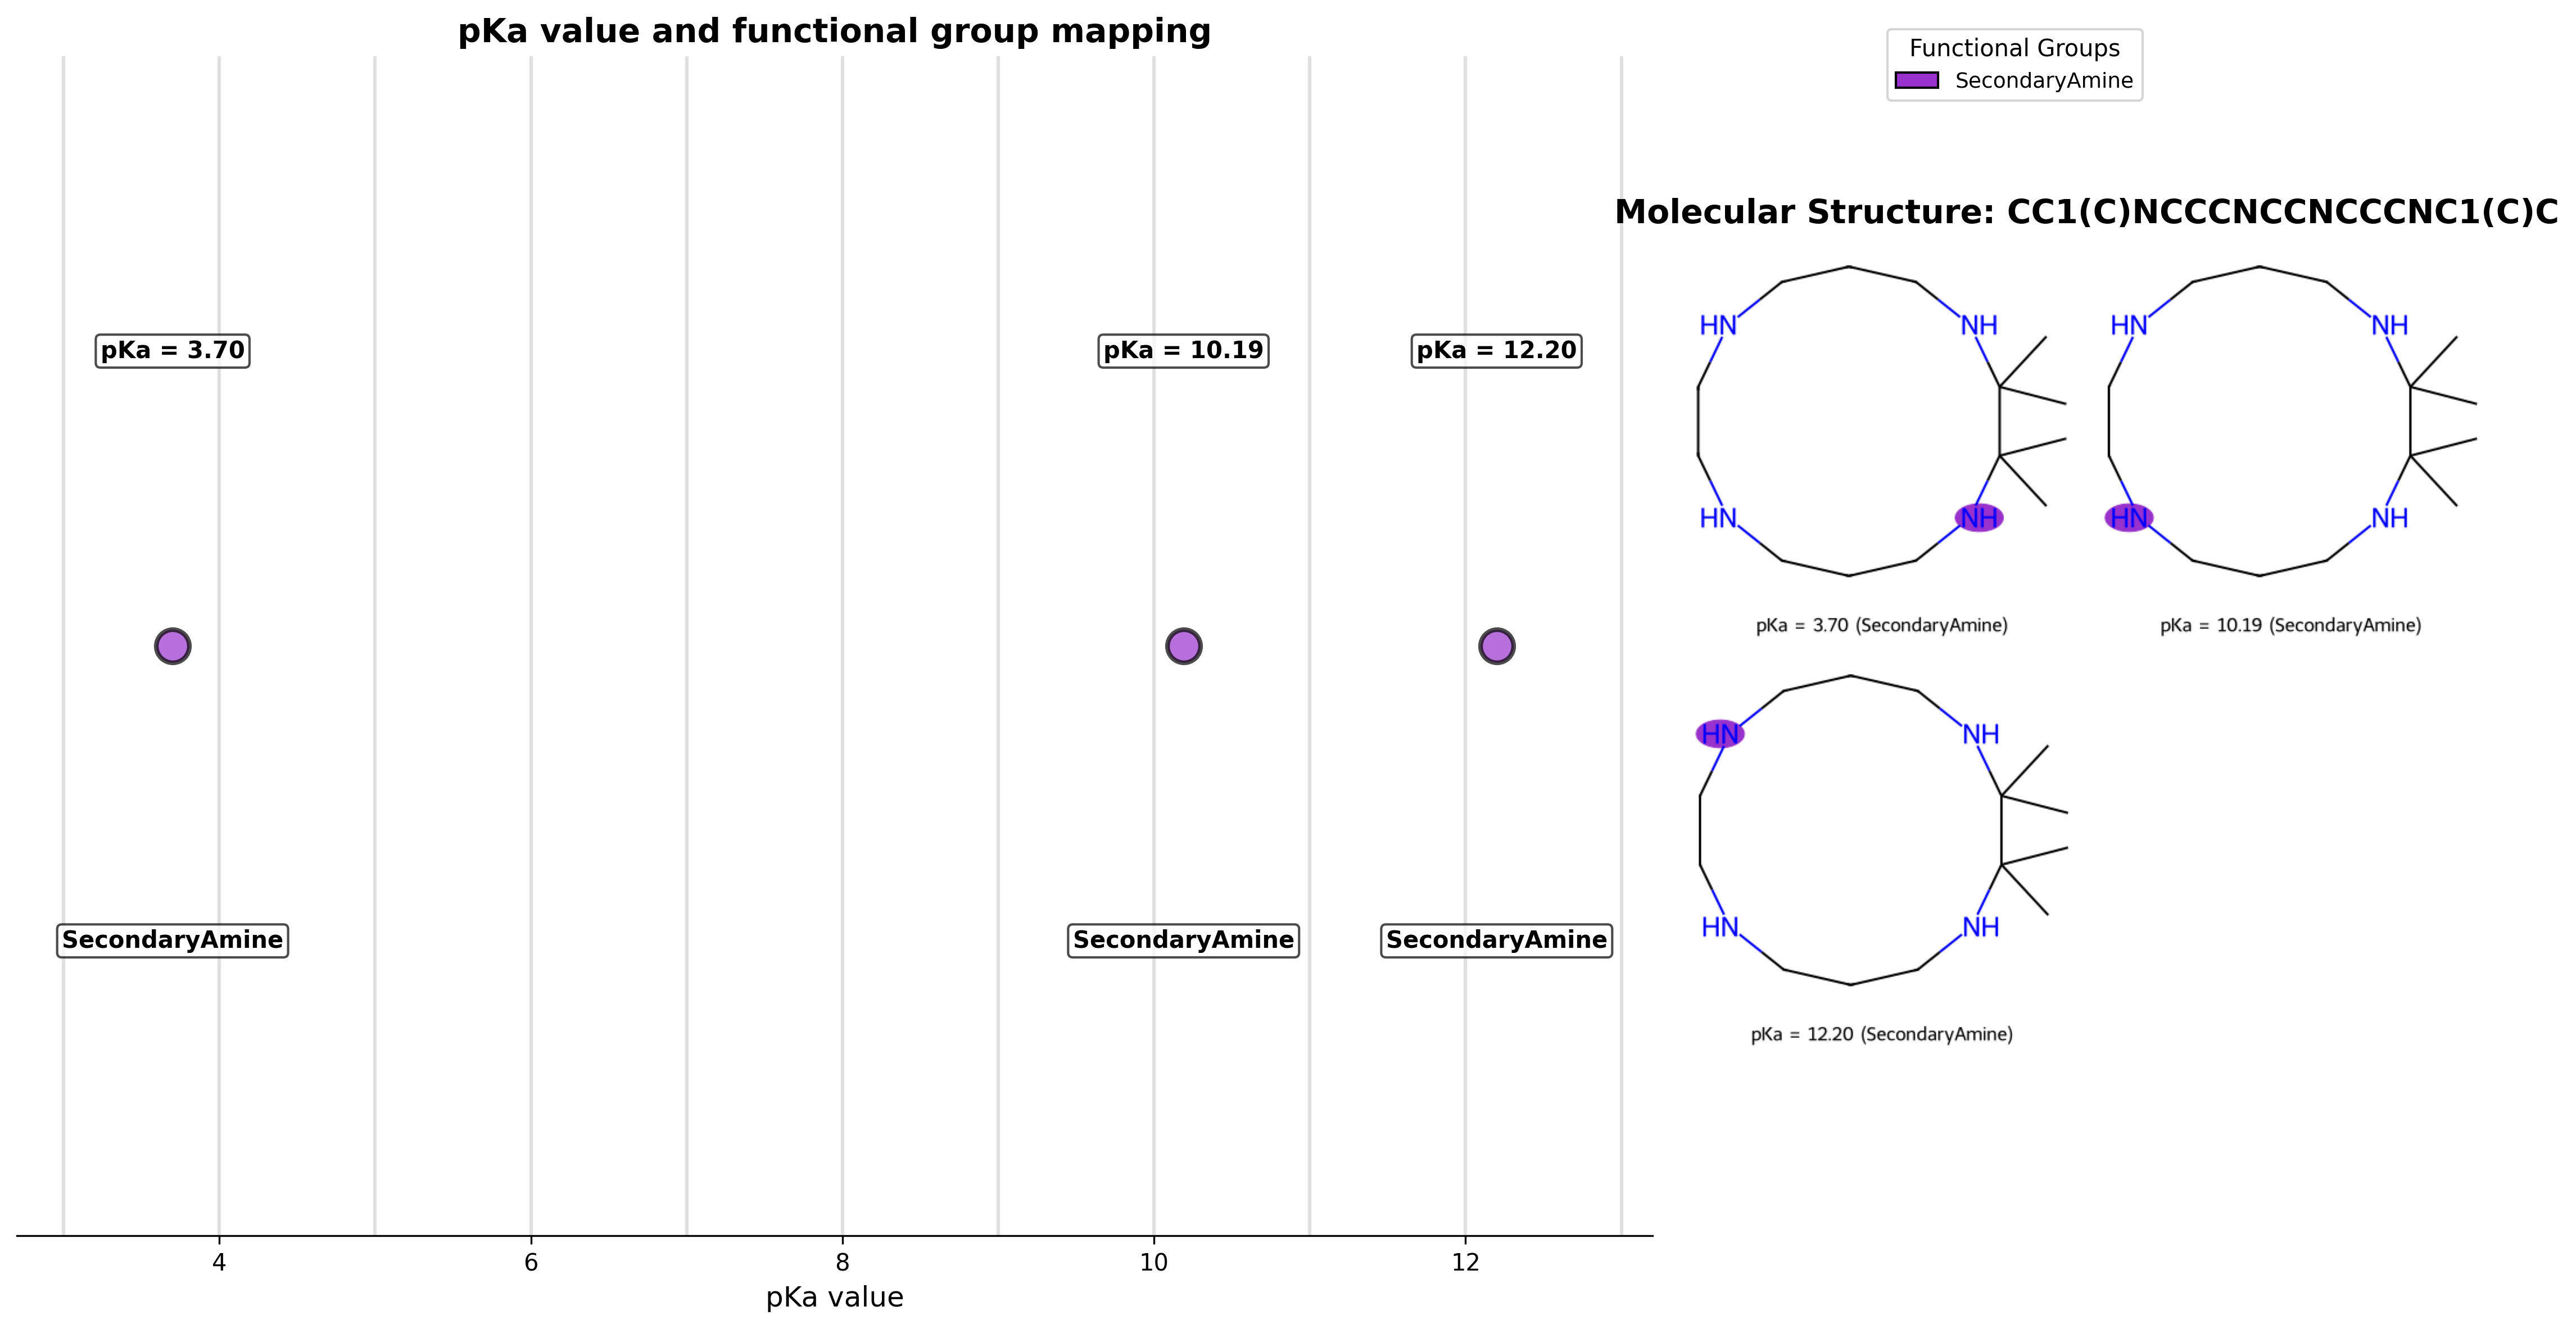 pKa value and functional group mapping
Functional Groups
SecondaryAmine
Molecular Structure: CC1(C)NCCCNCCNCCCNC1(C)C
pKa = 3.70
pKa = 10.19
pKa = 12.20
SecondaryAmine
SecondaryAmine
SecondaryAmine
4
6
8
10
12
pKa value
HN
NH
HN
NH
pKa = 3.70 (SecondaryAmine)
HN
NH
HN
NH
pKa = 10.19 (SecondaryAmine)
HN
NH
HN
NH
pKa = 12.20 (SecondaryAmine)